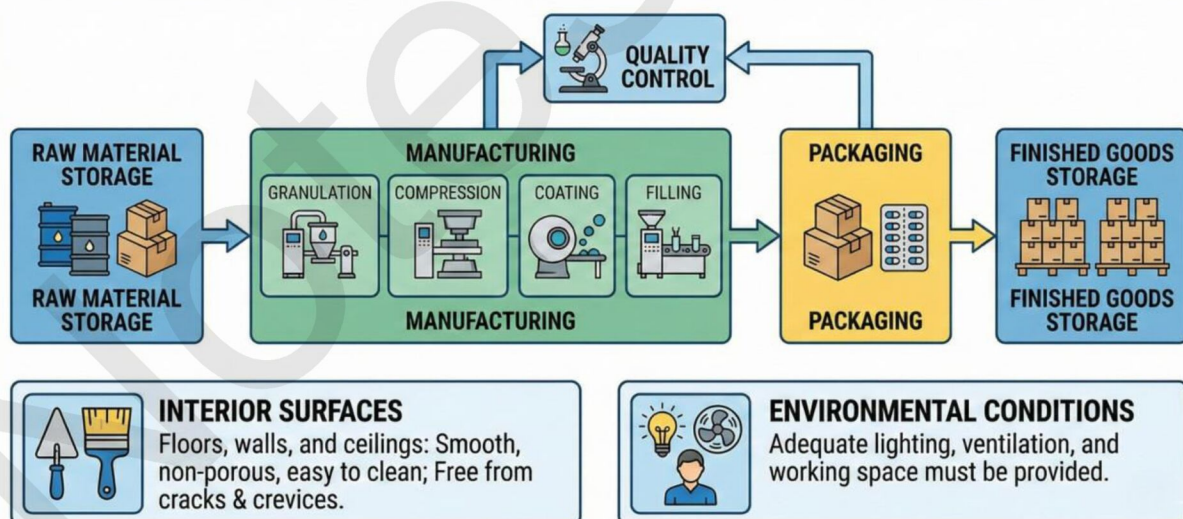 QUALITY
CONTROL
RAW MATERIAL
STORAGE
RAW MATERIAL
STORAGE
MANUFACTURING
GRANULATION
COMPRESSION
COATING
FILLING
MANUFACTURING
PACKAGING
PACKAGING
FINISHED GOODS
STORAGE
FINISHED GOODS
STORAGE
INTERIOR SURFACES
Floors, walls, and ceilings: Smooth,
non-porous, easy to clean; Free from
cracks & crevices.
ENVIRONMENTAL CONDITIONS
Adequate lighting, ventilation, and
working space must be provided.